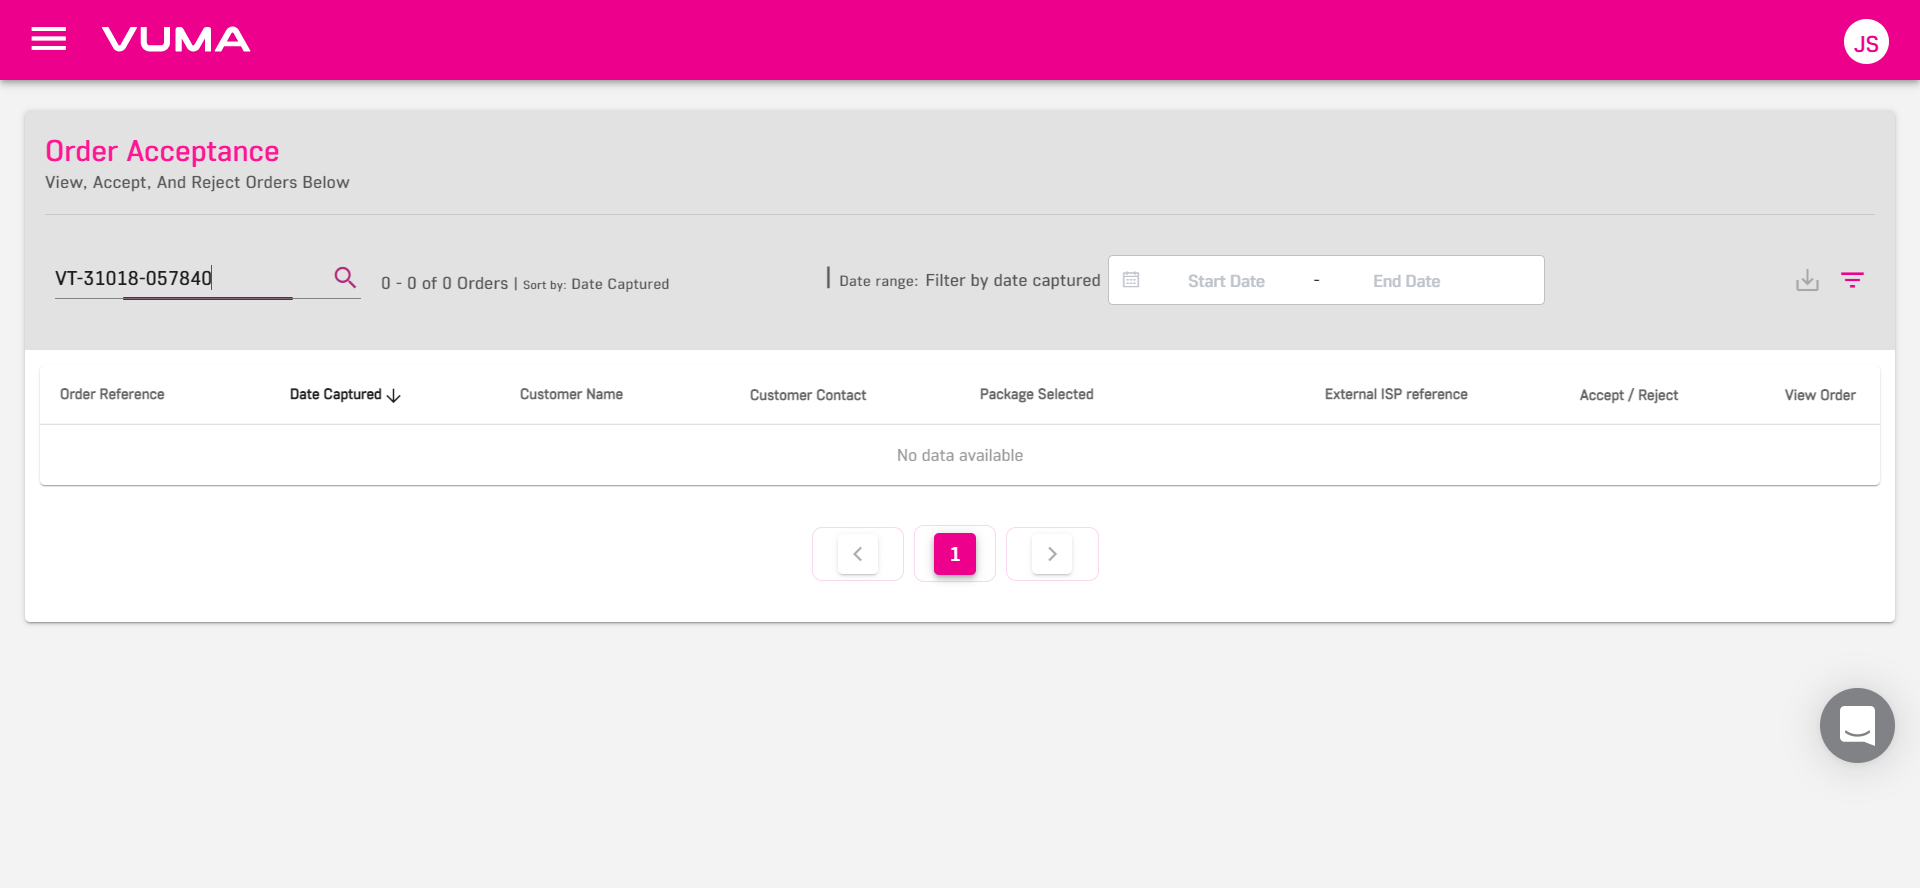 VUMA
JS
Order Acceptance
View, Accept, And Reject Orders Below
VT-31018-057840
0 - 0 of 0 Orders | Sort by: Date Captured
Date range: Filter by date captured
Start Date - End Date
Order Reference Date Captured Customer Name Customer Contact Package Selected External ISP reference Accept / Reject View Order
No data available
1